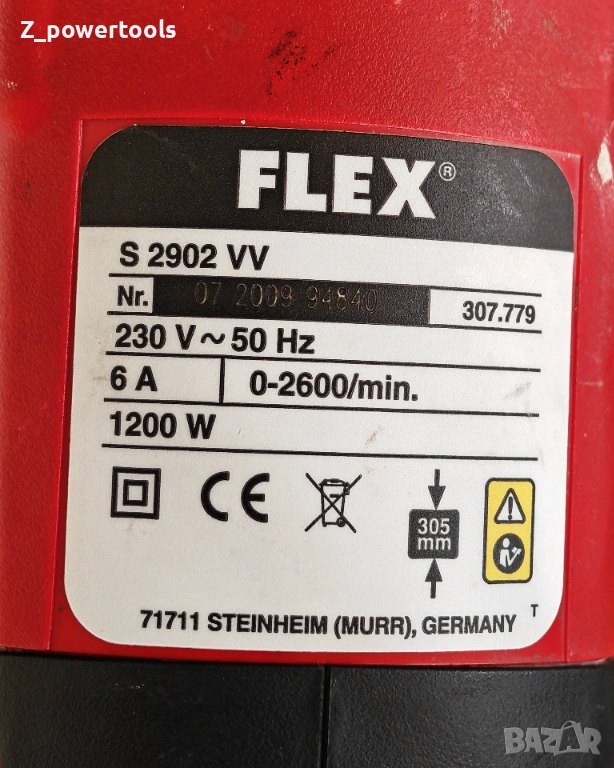 Z_powertools
FLEX®
S 2902 VV
Nr. 07 2009 94840 307.779
230 V ~ 50 Hz
6 A 0-2600/min.
1200 W
CE
305
mm
71711 STEINHEIM (MURR), GERMANY T
BAZAR